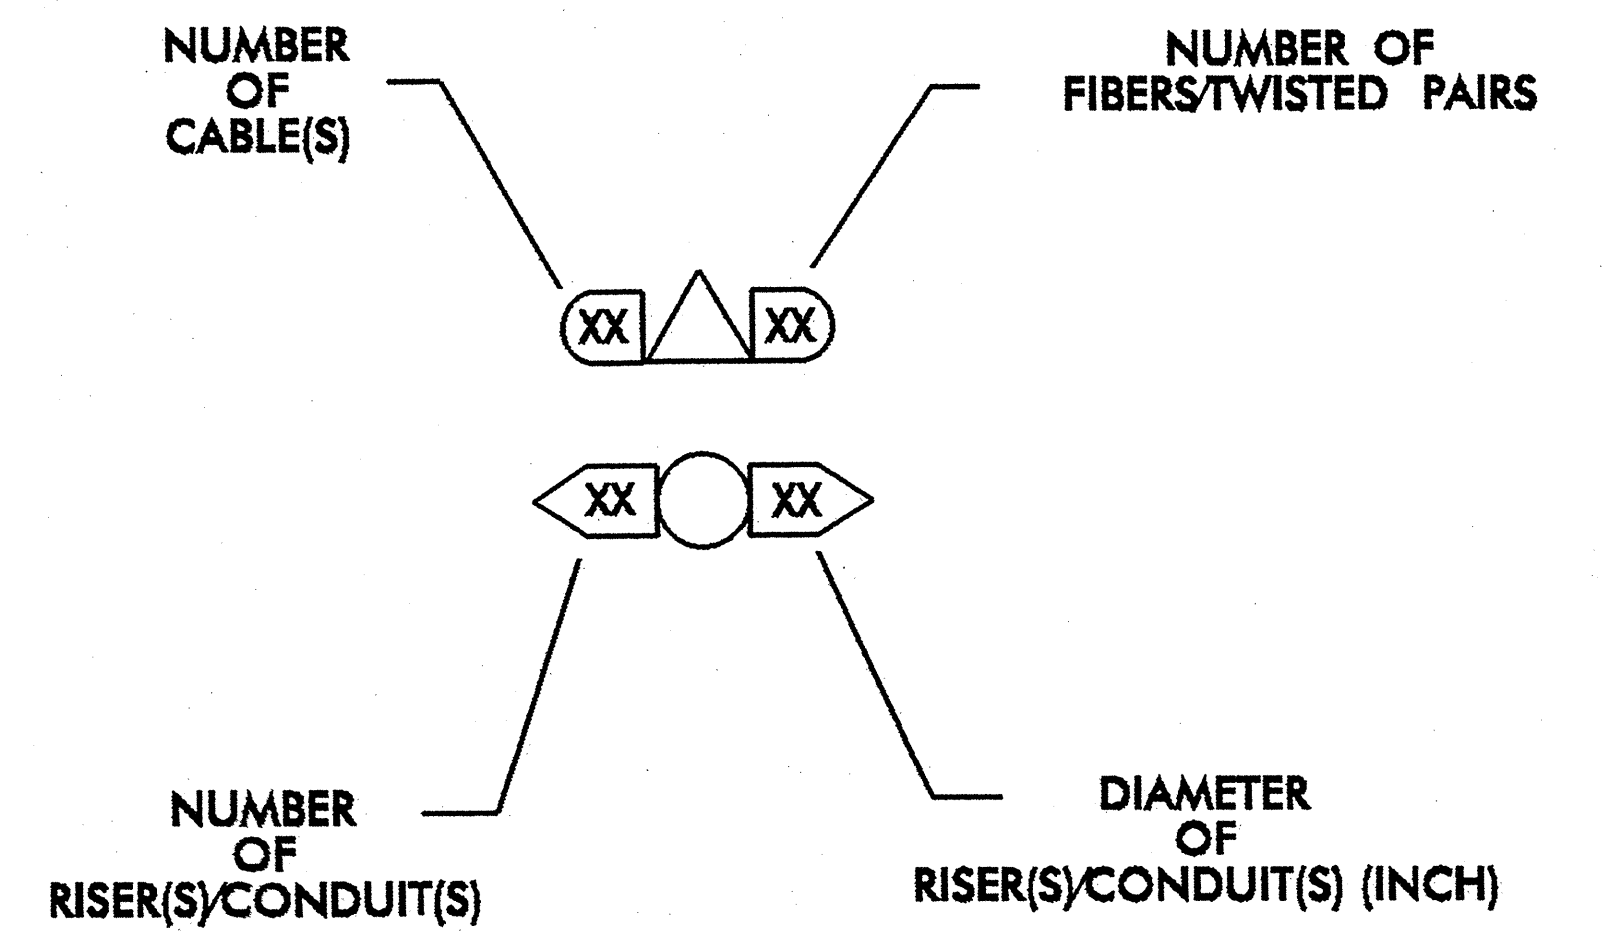 NUMBER
OF
CABLE(S)
NUMBER OF
FIBERS/TWISTED PAIRS
XX
XX
XX
XX
NUMBER
OF
RISER(S)/CONDUIT(S)
DIAMETER
OF
RISER(S)/CONDUIT(S) (INCH)